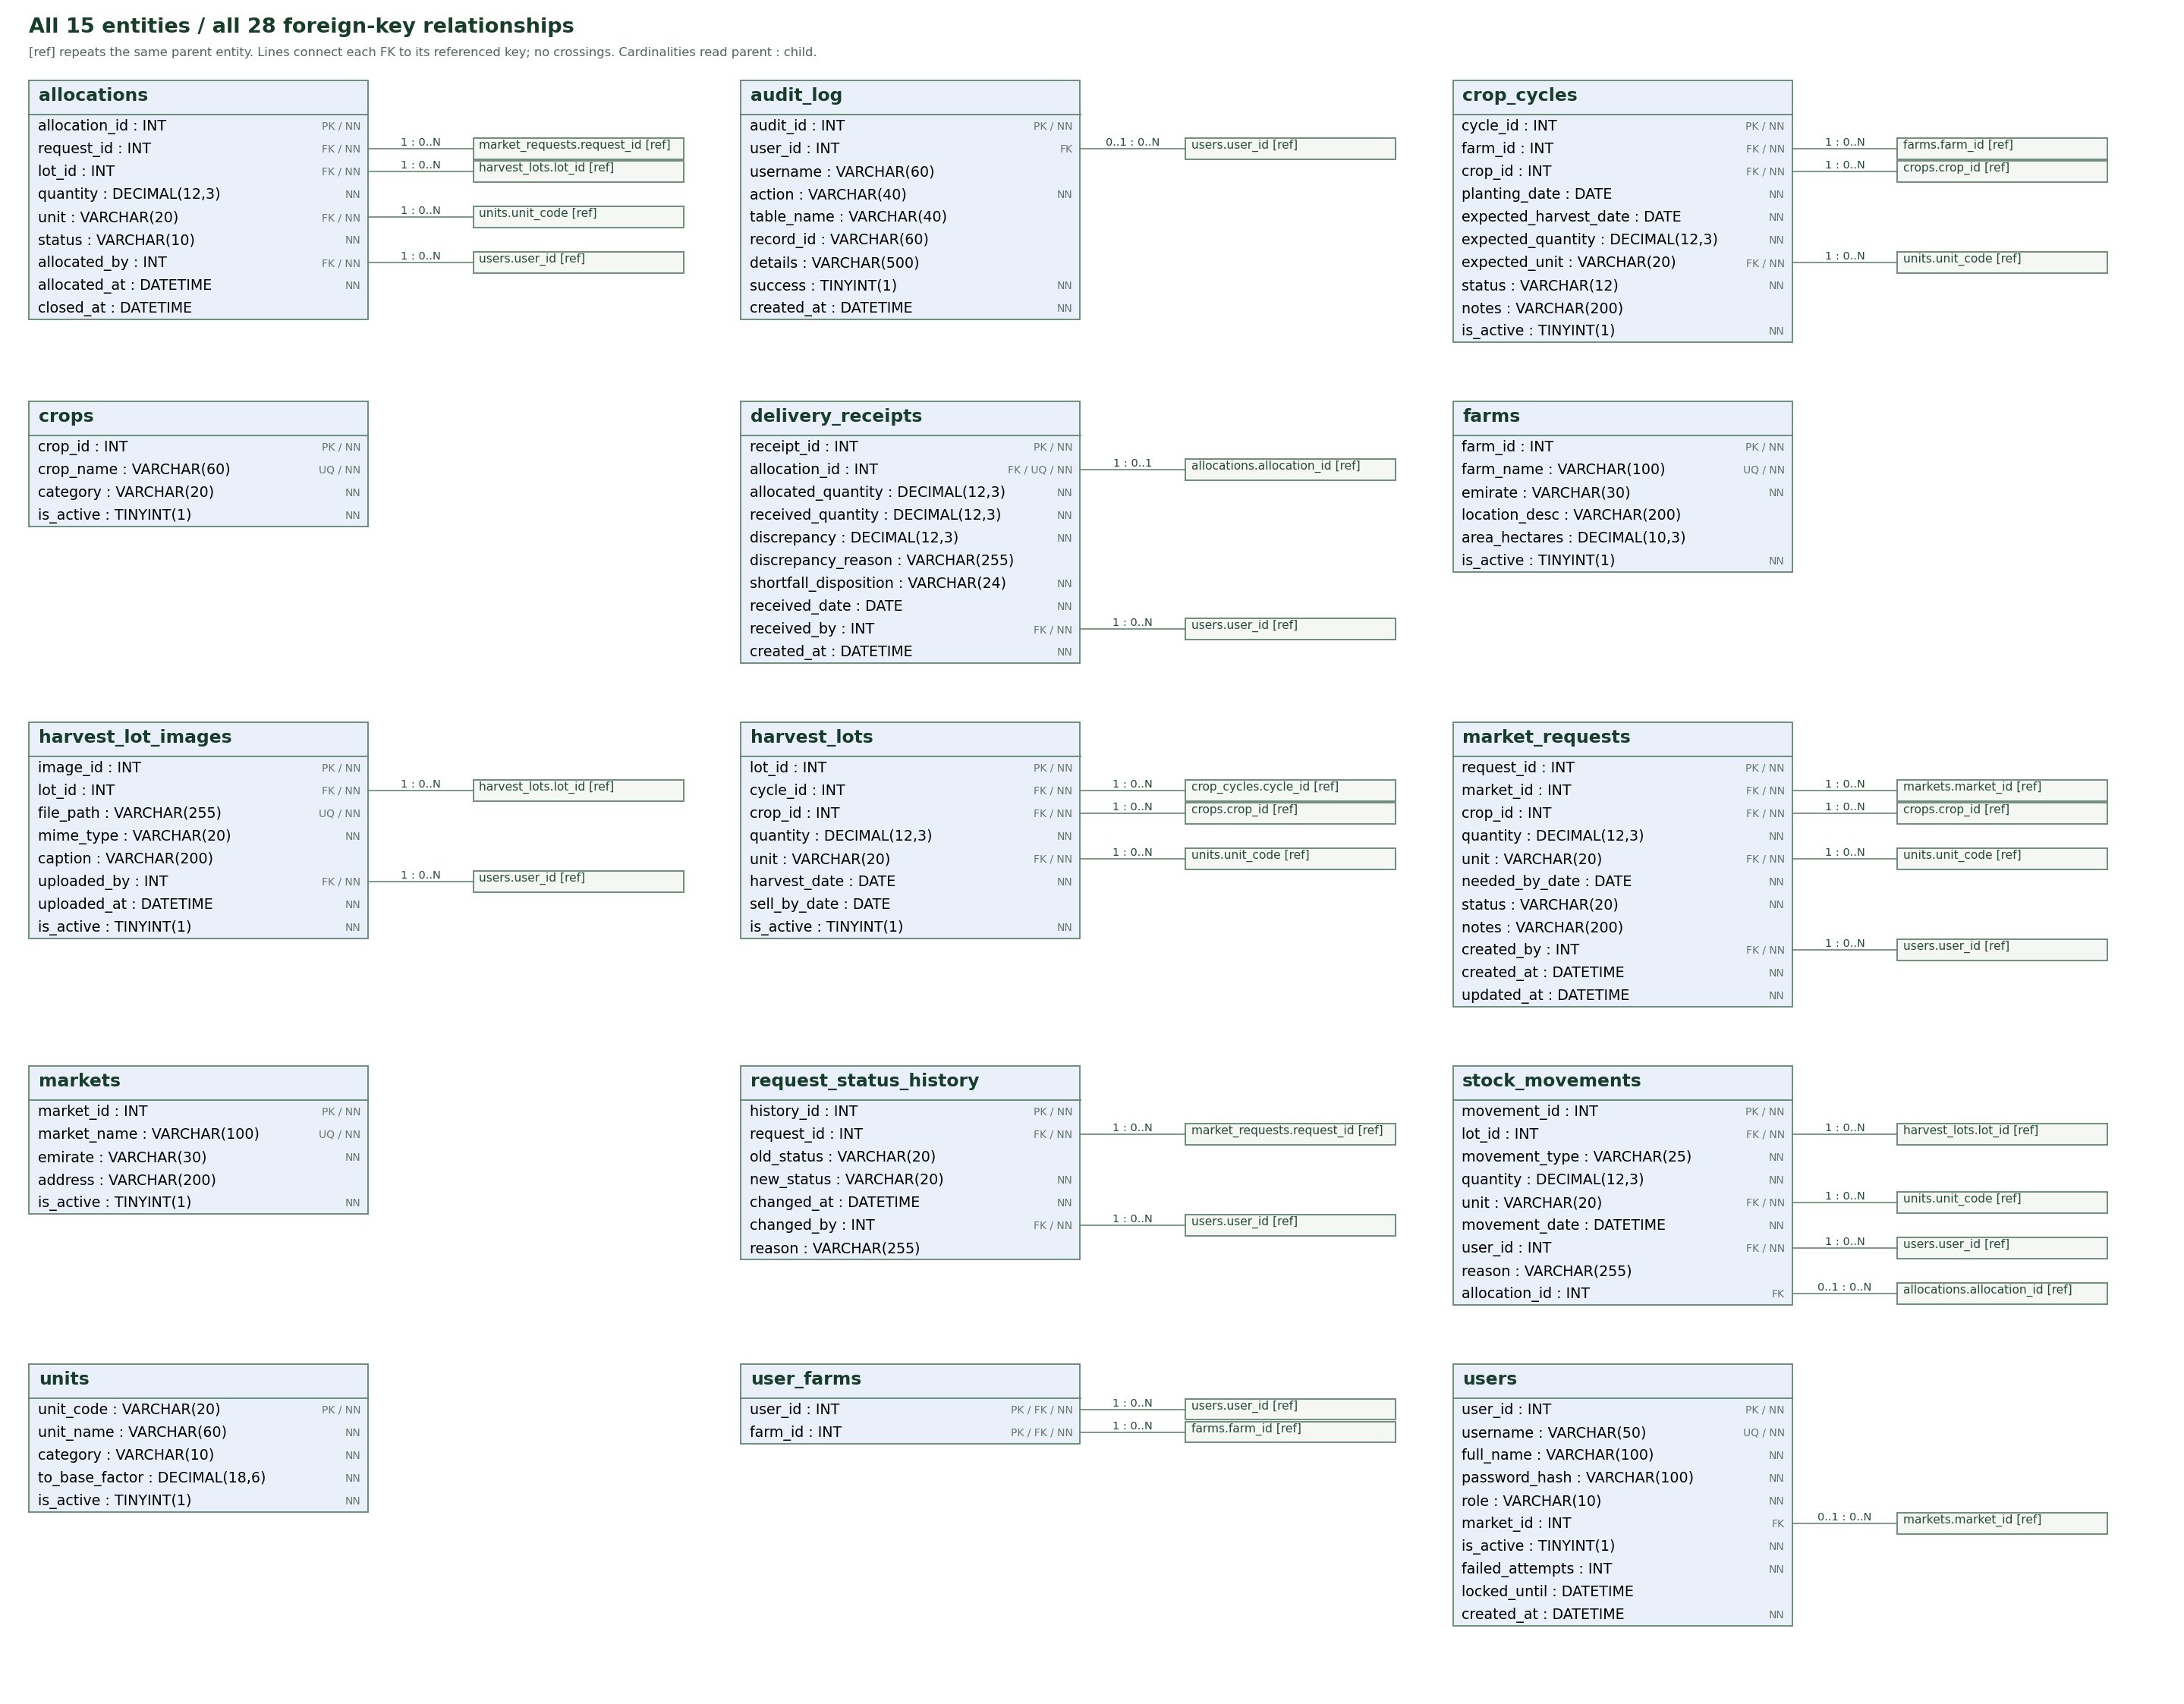 All 15 entities / all 28 foreign-key relationships
[ref] repeats the same parent entity. Lines connect each FK to its referenced key; no crossings. Cardinalities read parent : child.
allocations
allocation_id : INT PK / NN
request_id : INT FK / NN 1 : 0..N market_requests.request_id [ref]
lot_id : INT FK / NN 1 : 0..N harvest_lots.lot_id [ref]
quantity : DECIMAL(12,3) NN
unit : VARCHAR(20) FK / NN 1 : 0..N units.unit_code [ref]
status : VARCHAR(10) NN
allocated_by : INT FK / NN 1 : 0..N users.user_id [ref]
allocated_at : DATETIME NN
closed_at : DATETIME
audit_log
audit_id : INT PK / NN
user_id : INT FK 0..1 : 0..N users.user_id [ref]
username : VARCHAR(60)
action : VARCHAR(40) NN
table_name : VARCHAR(40)
record_id : VARCHAR(60)
details : VARCHAR(500)
success : TINYINT(1) NN
created_at : DATETIME NN
crop_cycles
cycle_id : INT PK / NN
farm_id : INT FK / NN 1 : 0..N farms.farm_id [ref]
crop_id : INT FK / NN 1 : 0..N crops.crop_id [ref]
planting_date : DATE NN
expected_harvest_date : DATE NN
expected_quantity : DECIMAL(12,3) NN
expected_unit : VARCHAR(20) FK / NN 1 : 0..N units.unit_code [ref]
status : VARCHAR(12) NN
notes : VARCHAR(200)
is_active : TINYINT(1) NN
crops
crop_id : INT PK / NN
crop_name : VARCHAR(60) UQ / NN
category : VARCHAR(20) NN
is_active : TINYINT(1) NN
delivery_receipts
receipt_id : INT PK / NN
allocation_id : INT FK / UQ / NN 1 : 0..1 allocations.allocation_id [ref]
allocated_quantity : DECIMAL(12,3) NN
received_quantity : DECIMAL(12,3) NN
discrepancy : DECIMAL(12,3) NN
discrepancy_reason : VARCHAR(255)
shortfall_disposition : VARCHAR(24) NN
received_date : DATE NN
received_by : INT FK / NN 1 : 0..N users.user_id [ref]
created_at : DATETIME NN
farms
farm_id : INT PK / NN
farm_name : VARCHAR(100) UQ / NN
emirate : VARCHAR(30) NN
location_desc : VARCHAR(200)
area_hectares : DECIMAL(10,3)
is_active : TINYINT(1) NN
harvest_lot_images
image_id : INT PK / NN
lot_id : INT FK / NN 1 : 0..N harvest_lots.lot_id [ref]
file_path : VARCHAR(255) UQ / NN
mime_type : VARCHAR(20) NN
caption : VARCHAR(200)
uploaded_by : INT FK / NN 1 : 0..N users.user_id [ref]
uploaded_at : DATETIME NN
is_active : TINYINT(1) NN
harvest_lots
lot_id : INT PK / NN
cycle_id : INT FK / NN 1 : 0..N crop_cycles.cycle_id [ref]
crop_id : INT FK / NN 1 : 0..N crops.crop_id [ref]
quantity : DECIMAL(12,3) NN
unit : VARCHAR(20) FK / NN 1 : 0..N units.unit_code [ref]
harvest_date : DATE NN
sell_by_date : DATE
is_active : TINYINT(1) NN
market_requests
request_id : INT PK / NN
market_id : INT FK / NN 1 : 0..N markets.market_id [ref]
crop_id : INT FK / NN 1 : 0..N crops.crop_id [ref]
quantity : DECIMAL(12,3) NN
unit : VARCHAR(20) FK / NN 1 : 0..N units.unit_code [ref]
needed_by_date : DATE NN
status : VARCHAR(20) NN
notes : VARCHAR(200)
created_by : INT FK / NN 1 : 0..N users.user_id [ref]
created_at : DATETIME NN
updated_at : DATETIME NN
markets
market_id : INT PK / NN
market_name : VARCHAR(100) UQ / NN
emirate : VARCHAR(30) NN
address : VARCHAR(200)
is_active : TINYINT(1) NN
request_status_history
history_id : INT PK / NN
request_id : INT FK / NN 1 : 0..N market_requests.request_id [ref]
old_status : VARCHAR(20)
new_status : VARCHAR(20) NN
changed_at : DATETIME NN
changed_by : INT FK / NN 1 : 0..N users.user_id [ref]
reason : VARCHAR(255)
stock_movements
movement_id : INT PK / NN
lot_id : INT FK / NN 1 : 0..N harvest_lots.lot_id [ref]
movement_type : VARCHAR(25) NN
quantity : DECIMAL(12,3) NN
unit : VARCHAR(20) FK / NN 1 : 0..N units.unit_code [ref]
movement_date : DATETIME NN
user_id : INT FK / NN 1 : 0..N users.user_id [ref]
reason : VARCHAR(255)
allocation_id : INT FK 0..1 : 0..N allocations.allocation_id [ref]
units
unit_code : VARCHAR(20) PK / NN
unit_name : VARCHAR(60) NN
category : VARCHAR(10) NN
to_base_factor : DECIMAL(18,6) NN
is_active : TINYINT(1) NN
user_farms
user_id : INT PK / FK / NN 1 : 0..N users.user_id [ref]
farm_id : INT PK / FK / NN 1 : 0..N farms.farm_id [ref]
users
user_id : INT PK / NN
username : VARCHAR(50) UQ / NN
full_name : VARCHAR(100) NN
password_hash : VARCHAR(100) NN
role : VARCHAR(10) NN
market_id : INT FK 0..1 : 0..N markets.market_id [ref]
is_active : TINYINT(1) NN
failed_attempts : INT NN
locked_until : DATETIME
created_at : DATETIME NN